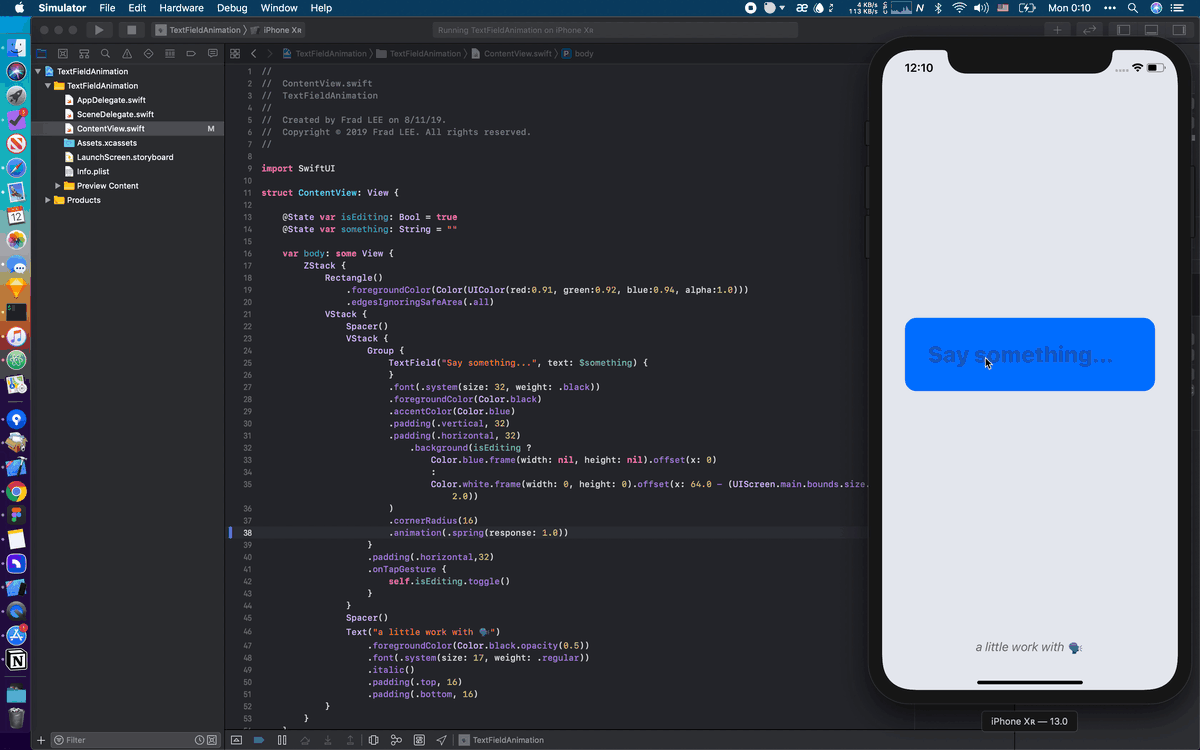 Simulator File Edit Hardware Debug Window Help
4 KB/s
113 KB/s
Mon 0:10
TextFieldAnimation iPhone XR
Running TextFieldAnimation on iPhone XR
TextFieldAnimation
TextFieldAnimation
AppDelegate.swift
SceneDelegate.swift
ContentView.swift M
Assets.xcassets
LaunchScreen.storyboard
Info.plist
Preview Content
Products
Filter
TextFieldAnimation TextFieldAnimation ContentView.swift P body
1 //
2 // ContentView.swift
3 // TextFieldAnimation
4 //
5 // Created by Frad LEE on 8/11/19.
6 // Copyright © 2019 Frad LEE. All rights reserved.
7 //
8
9 import SwiftUI
10
11 struct ContentView: View {
12
13 @State var isEditing: Bool = true
14 @State var something: String = ""
15
16 var body: some View {
17 ZStack {
18 Rectangle()
19 .foregroundColor(Color(UIColor(red:0.91, green:0.92, blue:0.94, alpha:1.0)))
20 .edgesIgnoringSafeArea(.all)
21 VStack {
22 Spacer()
23 VStack {
24 Group {
25 TextField("Say something...", text: $something) {
26 }
27 .font(.system(size: 32, weight: .black))
28 .foregroundColor(Color.black)
29 .accentColor(Color.blue)
30 .padding(.vertical, 32)
31 .padding(.horizontal, 32)
32 .background(isEditing ?
33 Color.blue.frame(width: nil, height: nil).offset(x: 0)
34 :
35 Color.white.frame(width: 0, height: 0).offset(x: 64.0 - (UIScreen.main.bounds.size.
2.0))
36 )
37 .cornerRadius(16)
38 .animation(.spring(response: 1.0))
39 }
40 .padding(.horizontal,32)
41 .onTapGesture {
42 self.isEditing.toggle()
43 }
44 }
45 Spacer()
46 Text("a little work with 🗣")
47 .foregroundColor(Color.black.opacity(0.5))
48 .font(.system(size: 17, weight: .regular))
49 .italic()
50 .padding(.top, 16)
51 .padding(.bottom, 16)
52 }
53 }
TextFieldAnimation
12:10
Say something...
a little work with 🗣
iPhone XR — 13.0